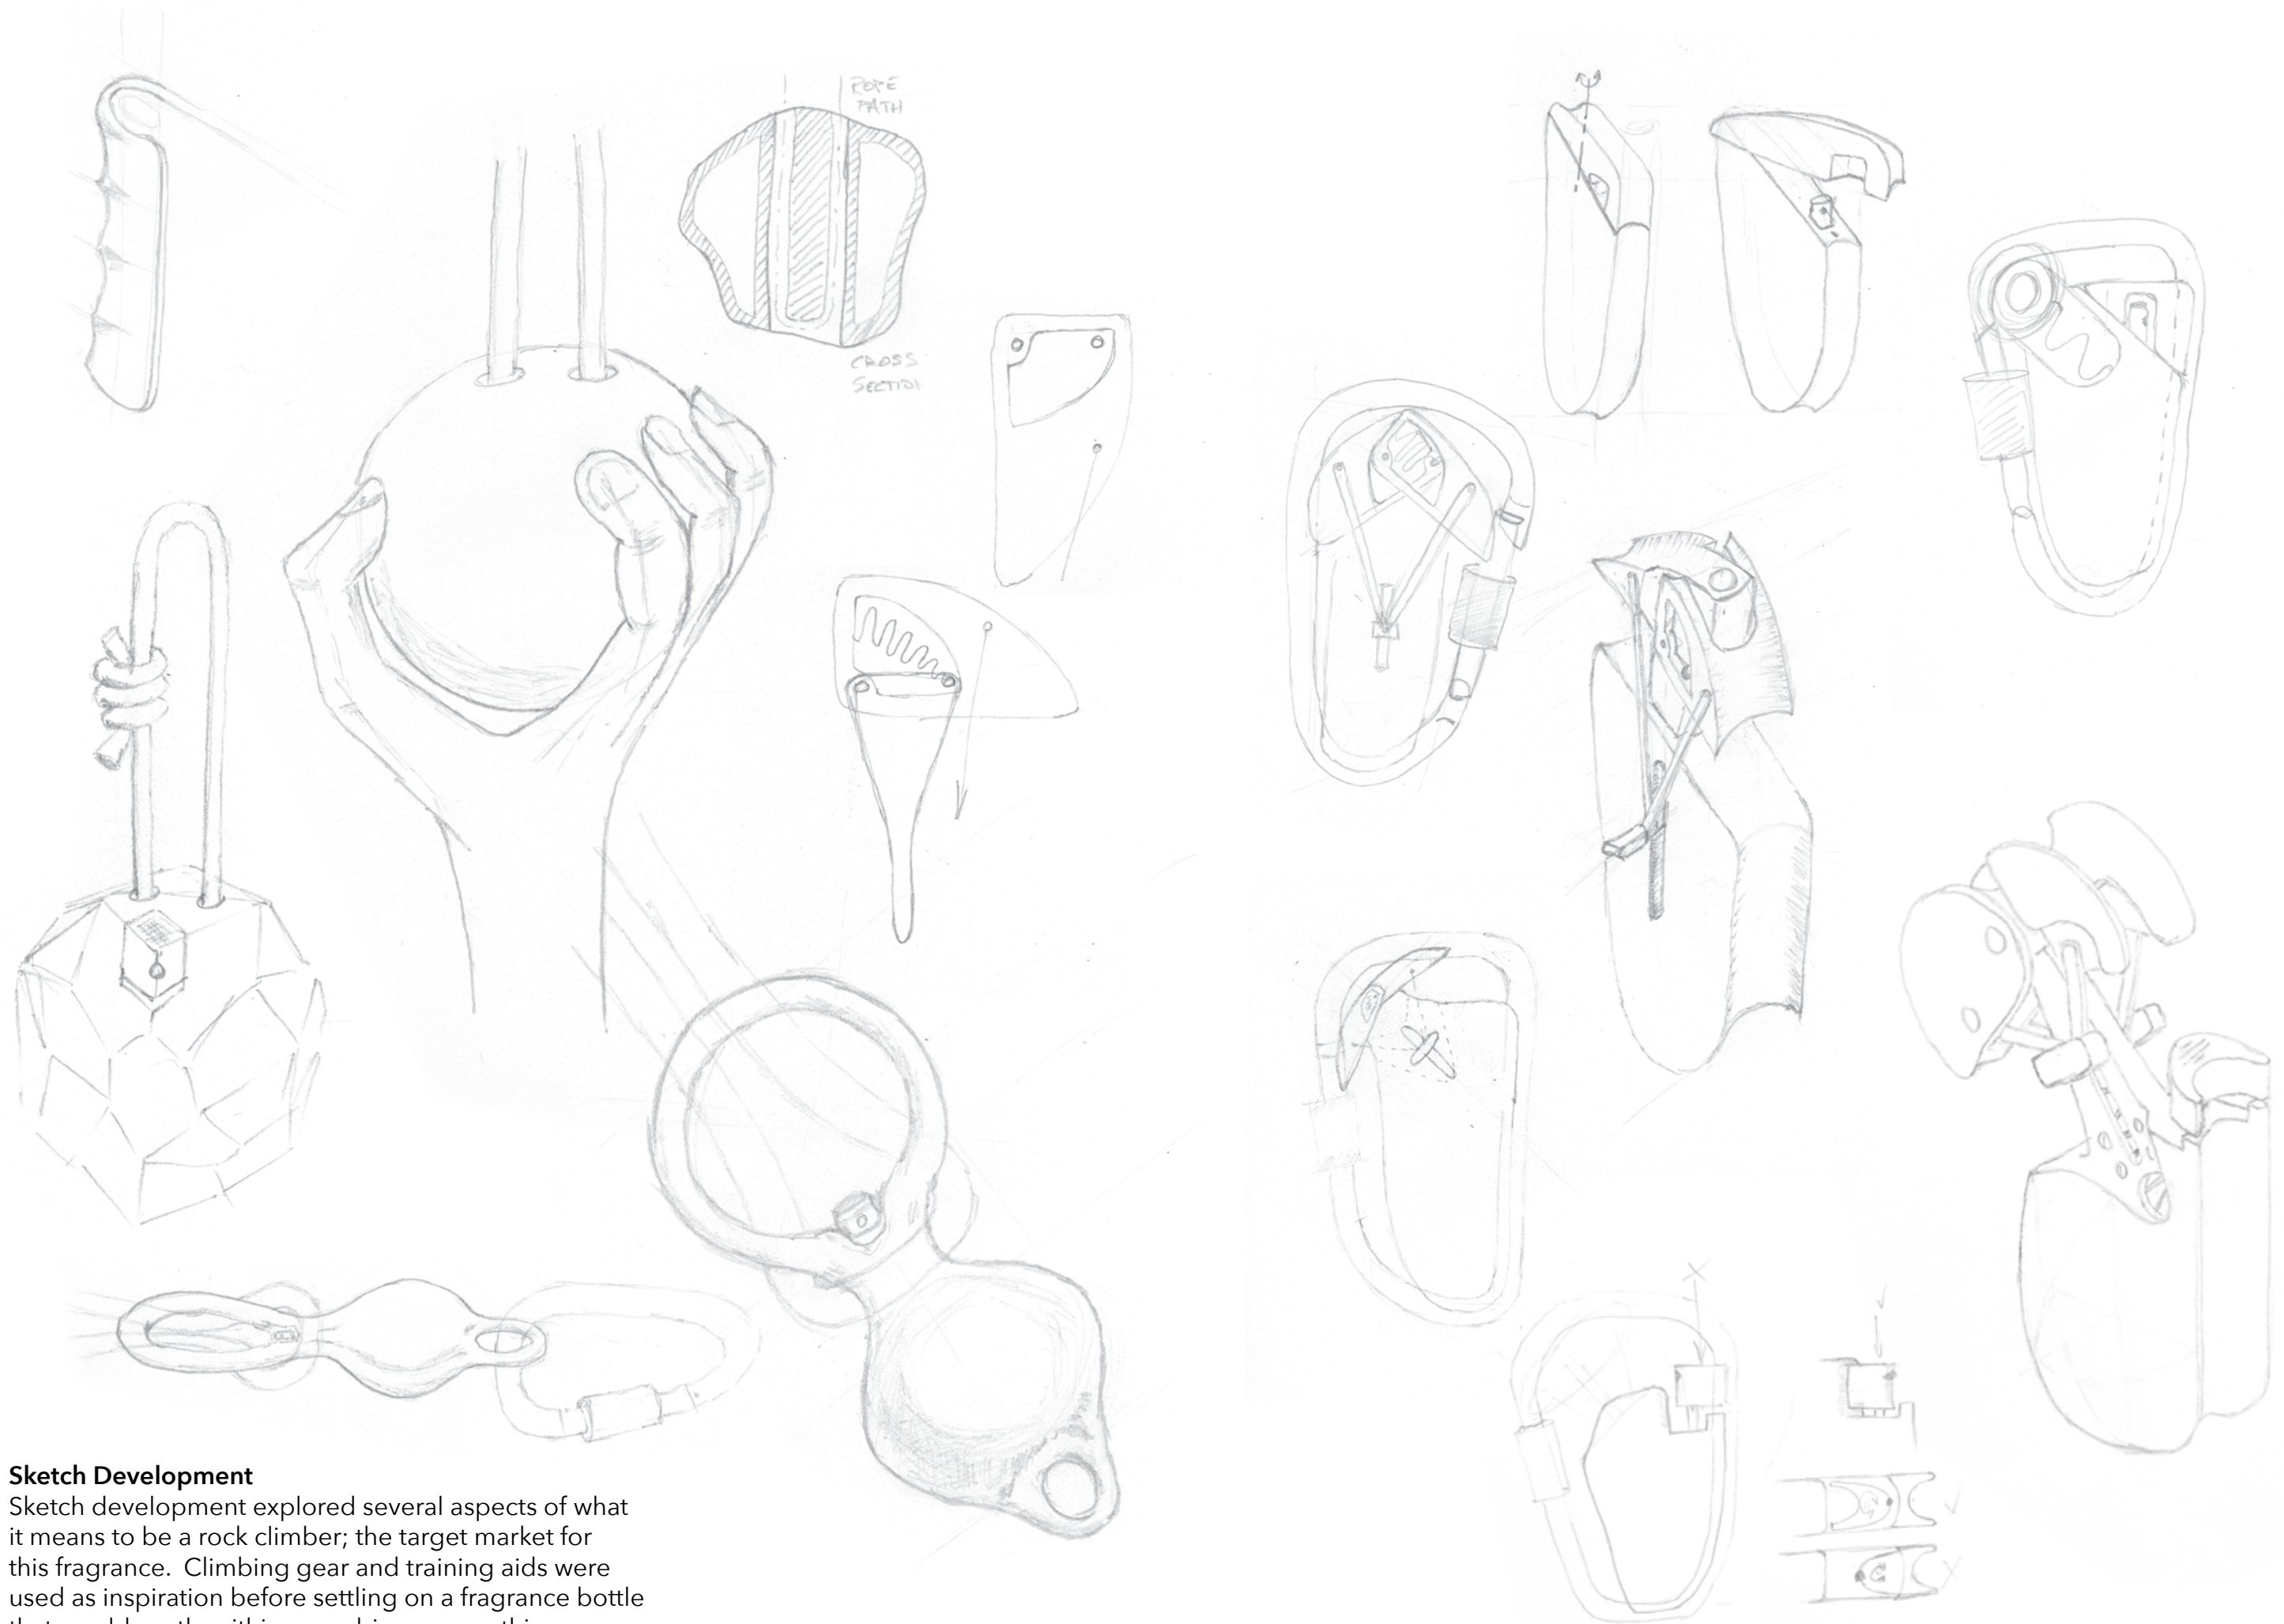 ROPE
PATH
CROSS
SECTION
Sketch Development
Sketch development explored several aspects of what
it means to be a rock climber; the target market for
this fragrance.  Climbing gear and training aids were
used as inspiration before settling on a fragrance bottle